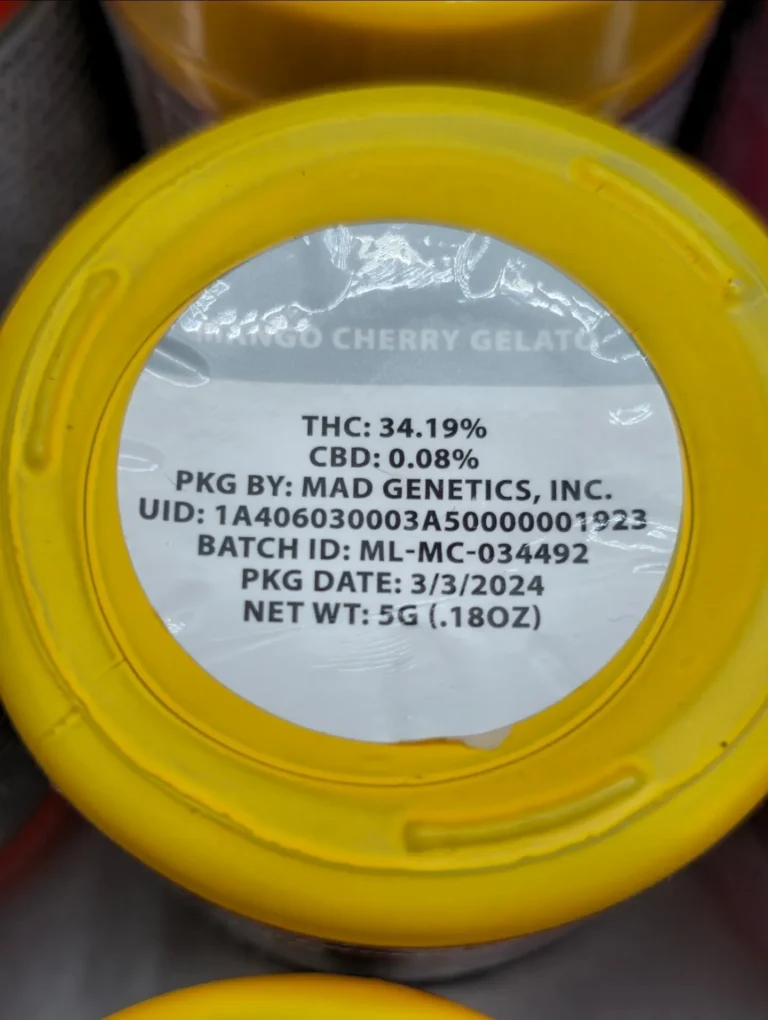 MANGO CHERRY GELATO
THC: 34.19%
CBD: 0.08%
PKG BY: MAD GENETICS, INC.
UID: 1A406030003A50000001923
BATCH ID: ML-MC-034492
PKG DATE: 3/3/2024
NET WT: 5G (.18OZ)